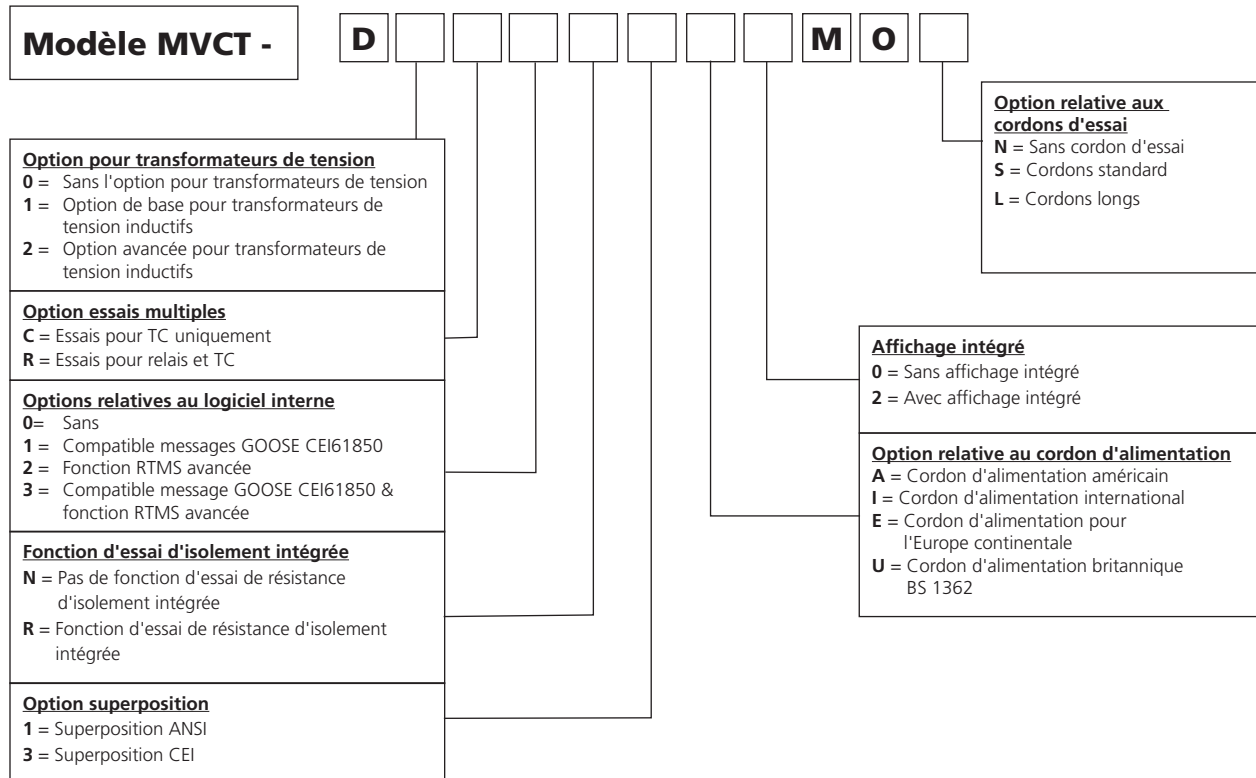 Modèle MVCT -
D M O
Option pour transformateurs de tension
0 = Sans l'option pour transformateurs de tension
1 = Option de base pour transformateurs de
tension inductifs
2 = Option avancée pour transformateurs de
tension inductifs
Option essais multiples
C = Essais pour TC uniquement
R = Essais pour relais et TC
Options relatives au logiciel interne
0= Sans
1 = Compatible messages GOOSE CEI61850
2 = Fonction RTMS avancée
3 = Compatible message GOOSE CEI61850 &
fonction RTMS avancée
Fonction d'essai d'isolement intégrée
N = Pas de fonction d'essai de résistance
d'isolement intégrée
R = Fonction d'essai de résistance d'isolement
intégrée
Option superposition
1 = Superposition ANSI
3 = Superposition CEI
Option relative aux
cordons d'essai
N = Sans cordon d'essai
S = Cordons standard
L = Cordons longs
Affichage intégré
0 = Sans affichage intégré
2 = Avec affichage intégré
Option relative au cordon d'alimentation
A = Cordon d'alimentation américain
I = Cordon d'alimentation international
E = Cordon d'alimentation pour
l'Europe continentale
U = Cordon d'alimentation britannique
BS 1362